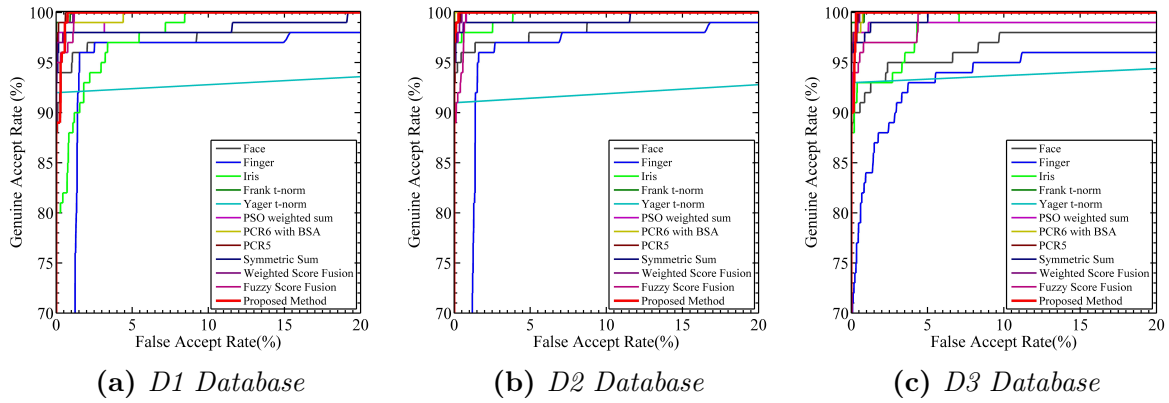 Genuine Accept Rate (%)
100
95
90
85
80
75
70
0 5 10 15 20
False Accept Rate(%)
Face
Finger
Iris
Frank t-norm
Yager t-norm
PSO weighted sum
PCR6 with BSA
PCR5
Symmetric Sum
Weighted Score Fusion
Fuzzy Score Fusion
Proposed Method
(a) D1 Database
Genuine Accept Rate (%)
100
95
90
85
80
75
70
0 5 10 15 20
False Accept Rate(%)
Face
Finger
Iris
Frank t-norm
Yager t-norm
PSO weighted sum
PCR6 with BSA
PCR5
Symmetric Sum
Weighted Score Fusion
Fuzzy Score Fusion
Proposed Method
(b) D2 Database
Genuine Accept Rate (%)
100
95
90
85
80
75
70
0 5 10 15 20
False Accept Rate(%)
Face
Finger
Iris
Frank t-norm
Yager t-norm
PSO weighted sum
PCR6 with BSA
PCR5
Symmetric Sum
Weighted Score Fusion
Fuzzy Score Fusion
Proposed Method
(c) D3 Database